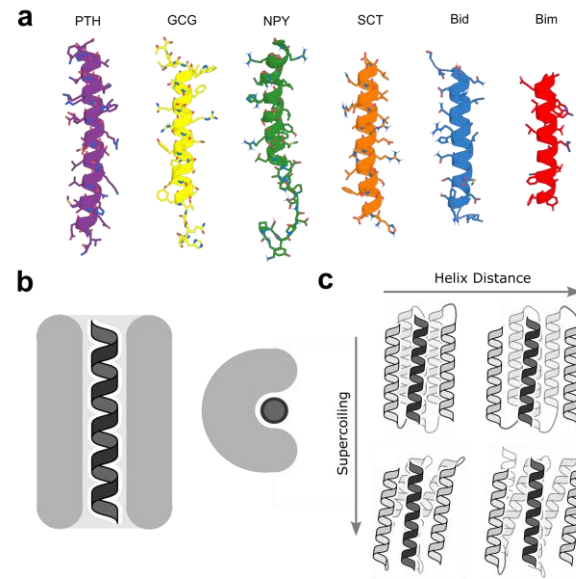 a
PTH GCG NPY SCT Bid Bim
b
c
Helix Distance
Supercoiling